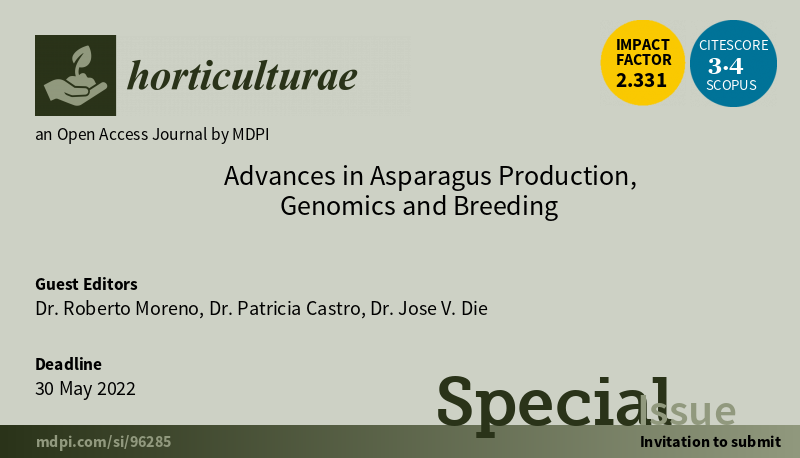 horticulturae
IMPACT
FACTOR
2.331
CITESCORE
3.4
SCOPUS
an Open Access Journal by MDPI
Advances in Asparagus Production,
Genomics and Breeding
Guest Editors
Dr. Roberto Moreno, Dr. Patricia Castro, Dr. Jose V. Die
Deadline
30 May 2022
Special Issue
mdpi.com/si/96285
Invitation to submit